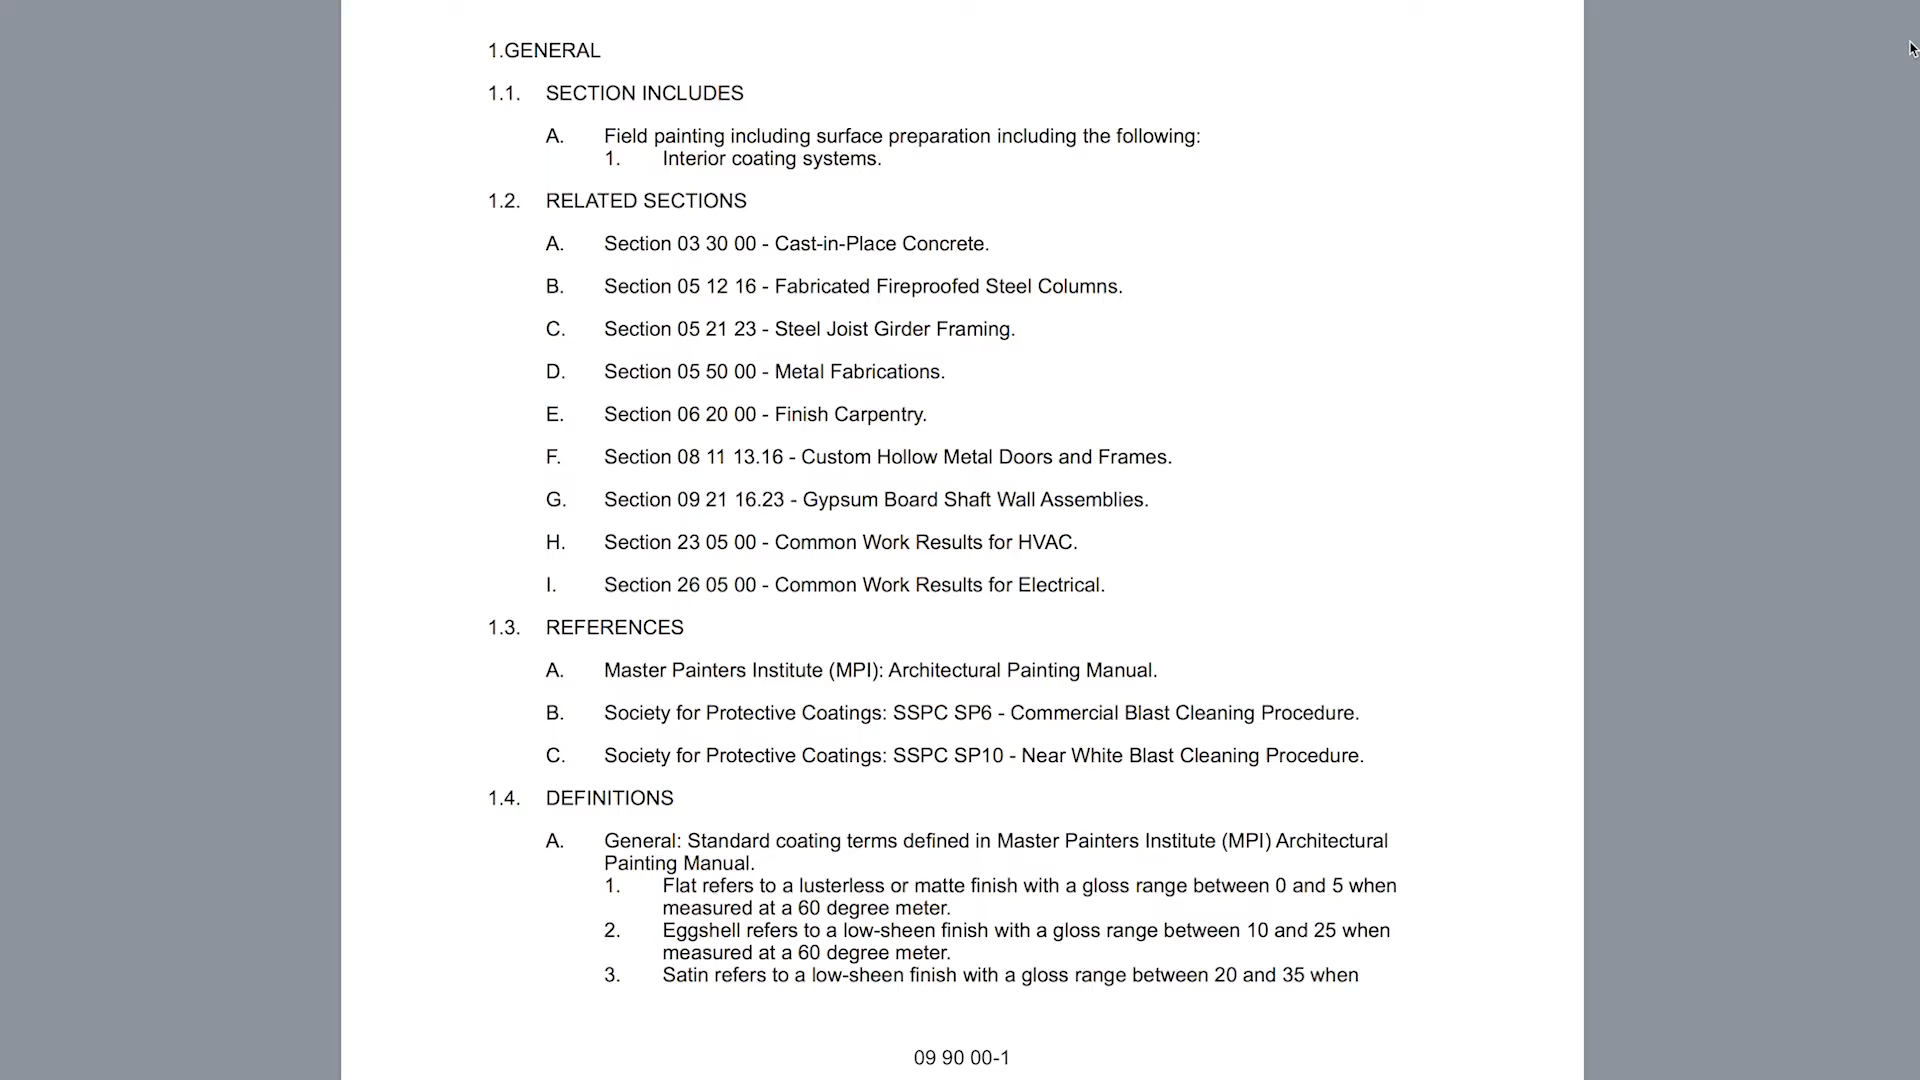 1.GENERAL
1.1. SECTION INCLUDES
A. Field painting including surface preparation including the following:
1. Interior coating systems.
1.2. RELATED SECTIONS
A. Section 03 30 00 - Cast-in-Place Concrete.
B. Section 05 12 16 - Fabricated Fireproofed Steel Columns.
C. Section 05 21 23 - Steel Joist Girder Framing.
D. Section 05 50 00 - Metal Fabrications.
E. Section 06 20 00 - Finish Carpentry.
F. Section 08 11 13.16 - Custom Hollow Metal Doors and Frames.
G. Section 09 21 16.23 - Gypsum Board Shaft Wall Assemblies.
H. Section 23 05 00 - Common Work Results for HVAC.
I. Section 26 05 00 - Common Work Results for Electrical.
1.3. REFERENCES
A. Master Painters Institute (MPI): Architectural Painting Manual.
B. Society for Protective Coatings: SSPC SP6 - Commercial Blast Cleaning Procedure.
C. Society for Protective Coatings: SSPC SP10 - Near White Blast Cleaning Procedure.
1.4. DEFINITIONS
A. General: Standard coating terms defined in Master Painters Institute (MPI) Architectural
Painting Manual.
1. Flat refers to a lusterless or matte finish with a gloss range between 0 and 5 when
measured at a 60 degree meter.
2. Eggshell refers to a low-sheen finish with a gloss range between 10 and 25 when
measured at a 60 degree meter.
3. Satin refers to a low-sheen finish with a gloss range between 20 and 35 when
09 90 00-1